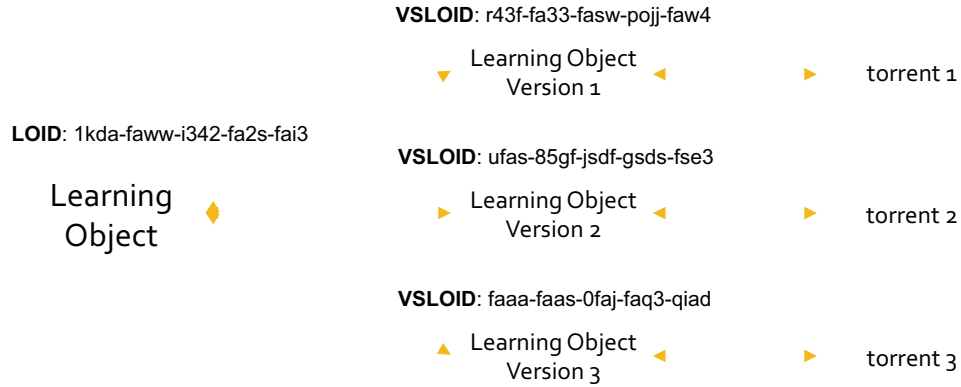 VSLOID: r43f-fa33-fasw-pojj-faw4
Learning Object
Version 1
torrent 1
LOID: 1kda-faww-i342-fa2s-fai3
Learning
Object
VSLOID: ufas-85gf-jsdf-gsds-fse3
Learning Object
Version 2
torrent 2
VSLOID: faaa-faas-0faj-faq3-qiad
Learning Object
Version 3
torrent 3